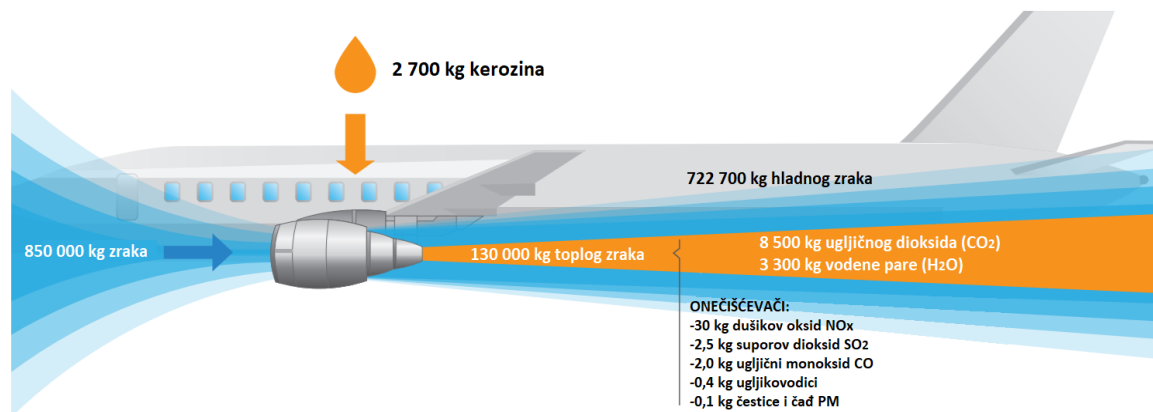 2 700 kg kerozina
722 700 kg hladnog zraka
850 000 kg zraka
130 000 kg toplog zraka
8 500 kg ugljičnog dioksida (CO₂)
3 300 kg vodene pare (H₂O)
ONEČIŠĆEVAČI:
-30 kg dušikov oksid NOx
-2,5 kg suporov dioksid SO₂
-2,0 kg ugljični monoksid CO
-0,4 kg ugljikovodici
-0,1 kg čestice i čađ PM